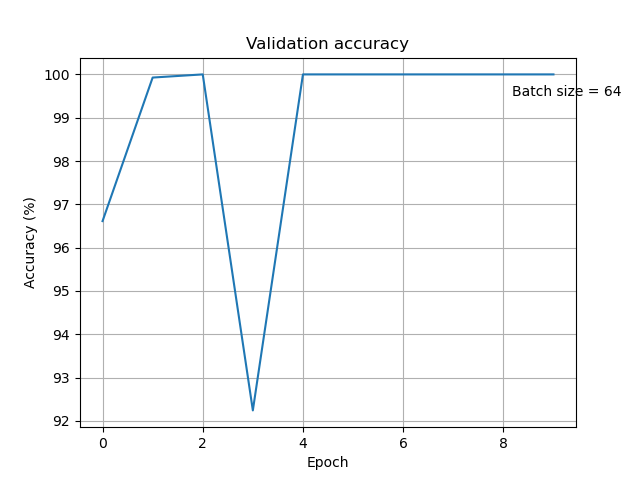 Validation accuracy
100
99
98
97
96
95
94
93
92
Accuracy (%)
Batch size = 64
0 2 4 6 8
Epoch